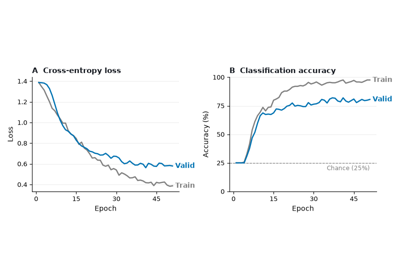 A Cross-entropy loss
1.4
1.2
1.0
0.8
0.6
0.4
Loss
0
15
30
45
Epoch
Valid
Train
B Classification accuracy
100
75
50
25
0
Accuracy (%)
0
15
30
45
Epoch
Train
Valid
Chance (25%)